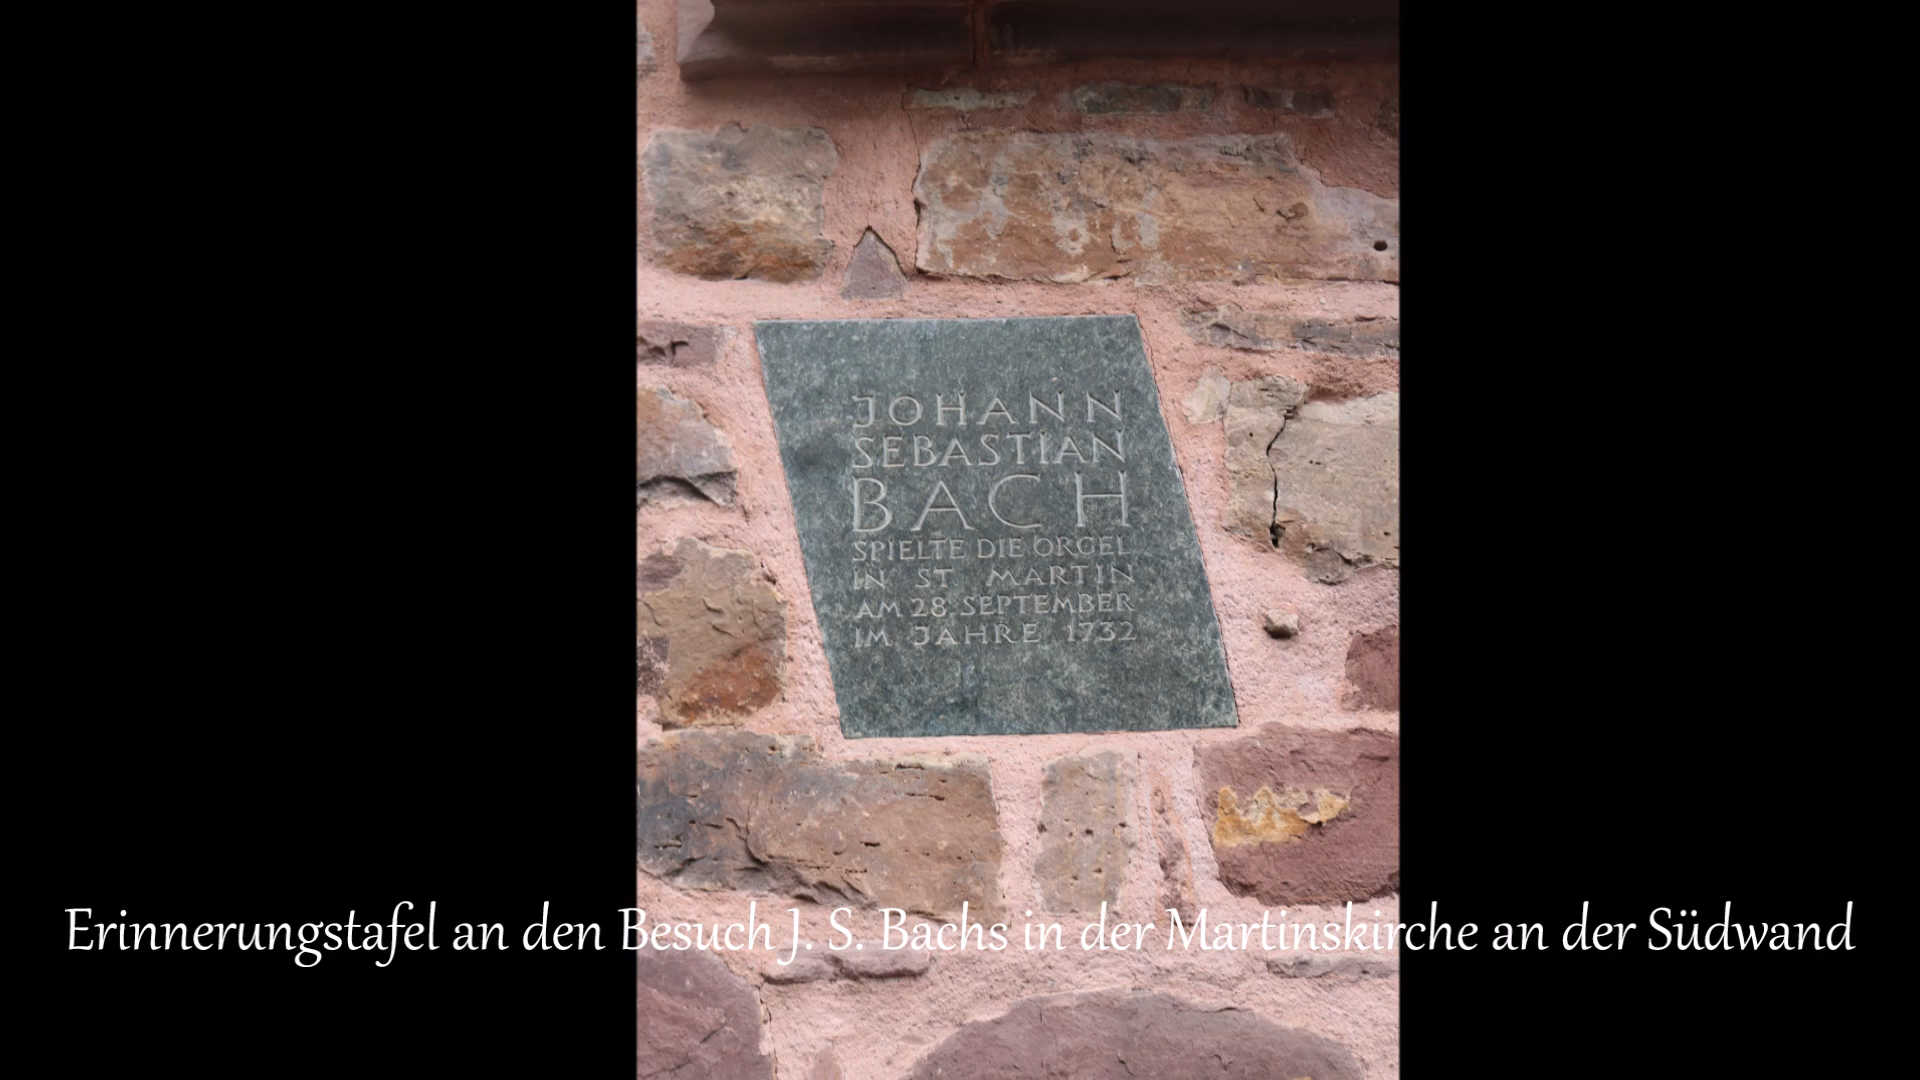 JOHANN
SEBASTIAN
BACH
SPIELTE DIE ORGEL
IN ST. MARTIN
AM 28. SEPTEMBER
IM JAHRE 1732
Erinnerungstafel an den Besuch J. S. Bachs in der Martinskirche an der Südwand